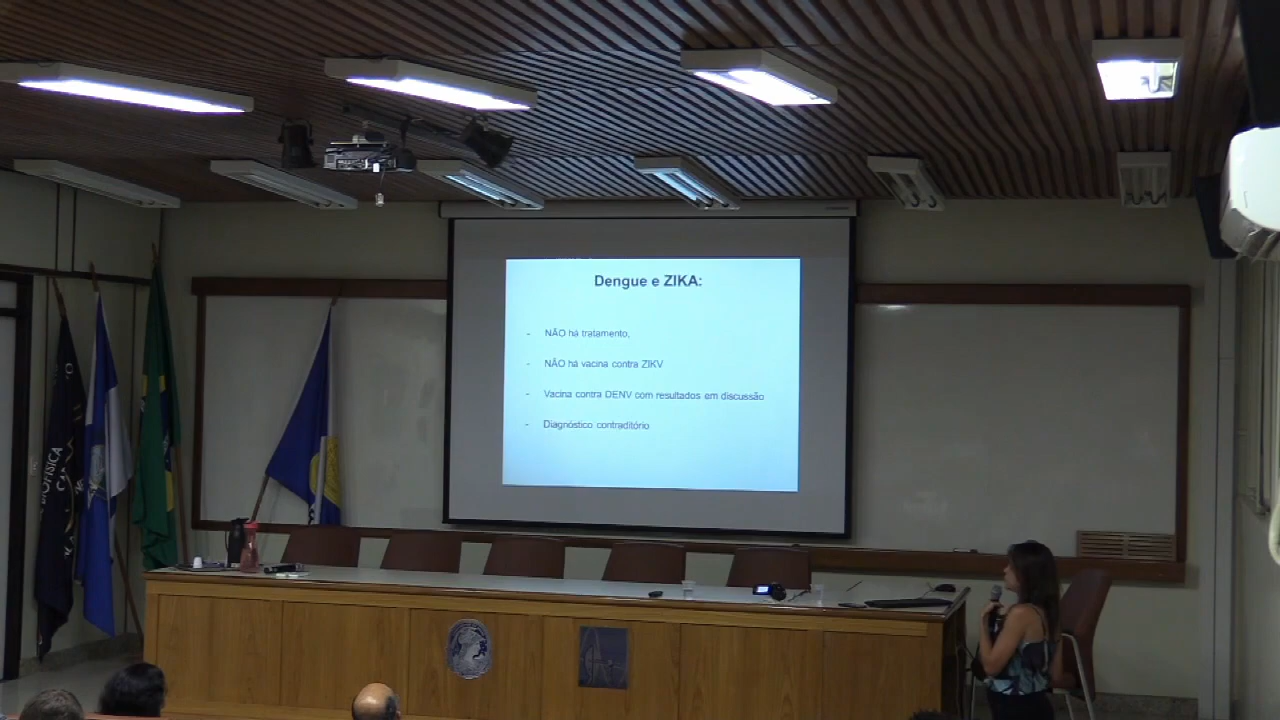 Dengue e ZIKA:
- NÃO há tratamento,
- NÃO há vacina contra ZIKV
- Vacina contra DENV com resultados em discussão
- Diagnóstico contraditório
BIOFÍSICA